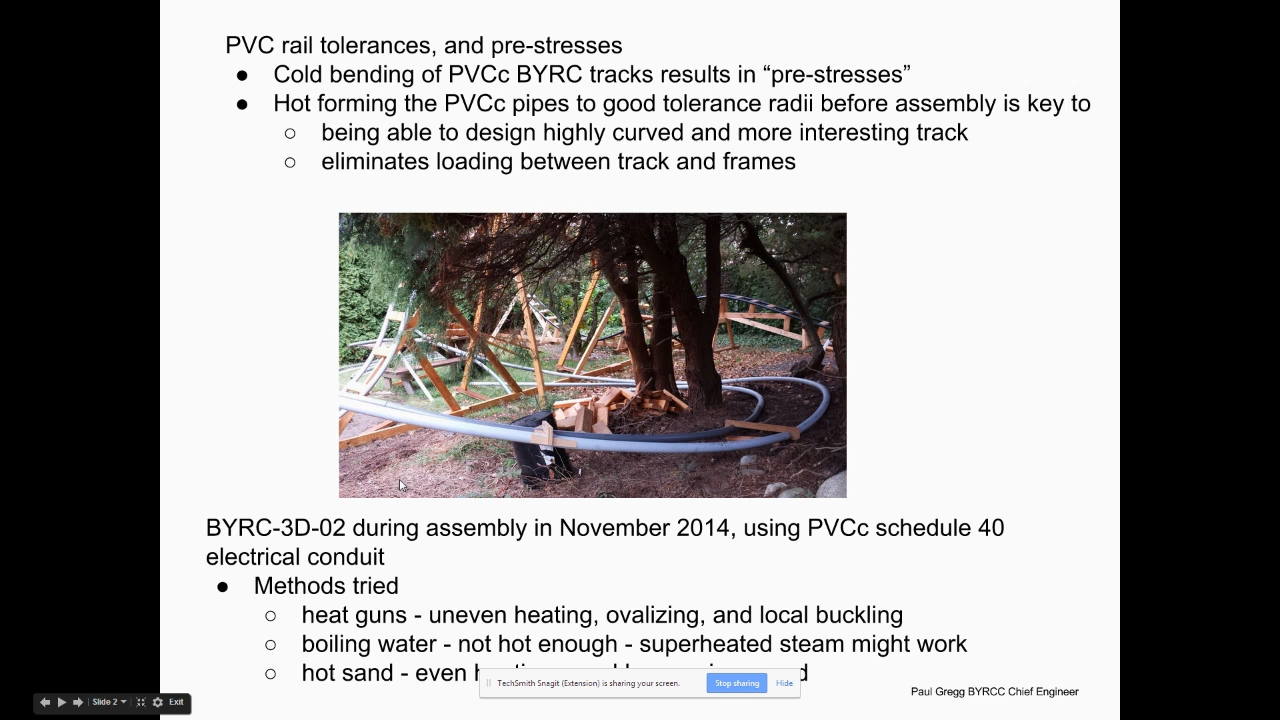 PVC rail tolerances, and pre-stresses
● Cold bending of PVCc BYRC tracks results in “pre-stresses”
● Hot forming the PVCc pipes to good tolerance radii before assembly is key to
○ being able to design highly curved and more interesting track
○ eliminates loading between track and frames
BYRC-3D-02 during assembly in November 2014, using PVCc schedule 40
electrical conduit
● Methods tried
○ heat guns - uneven heating, ovalizing, and local buckling
○ boiling water - not hot enough - superheated steam might work
○ hot sand - even
TechSmith Snagit (Extension) is sharing your screen. Stop sharing Hide
Paul Gregg BYRCC Chief Engineer
Slide 2 Exit